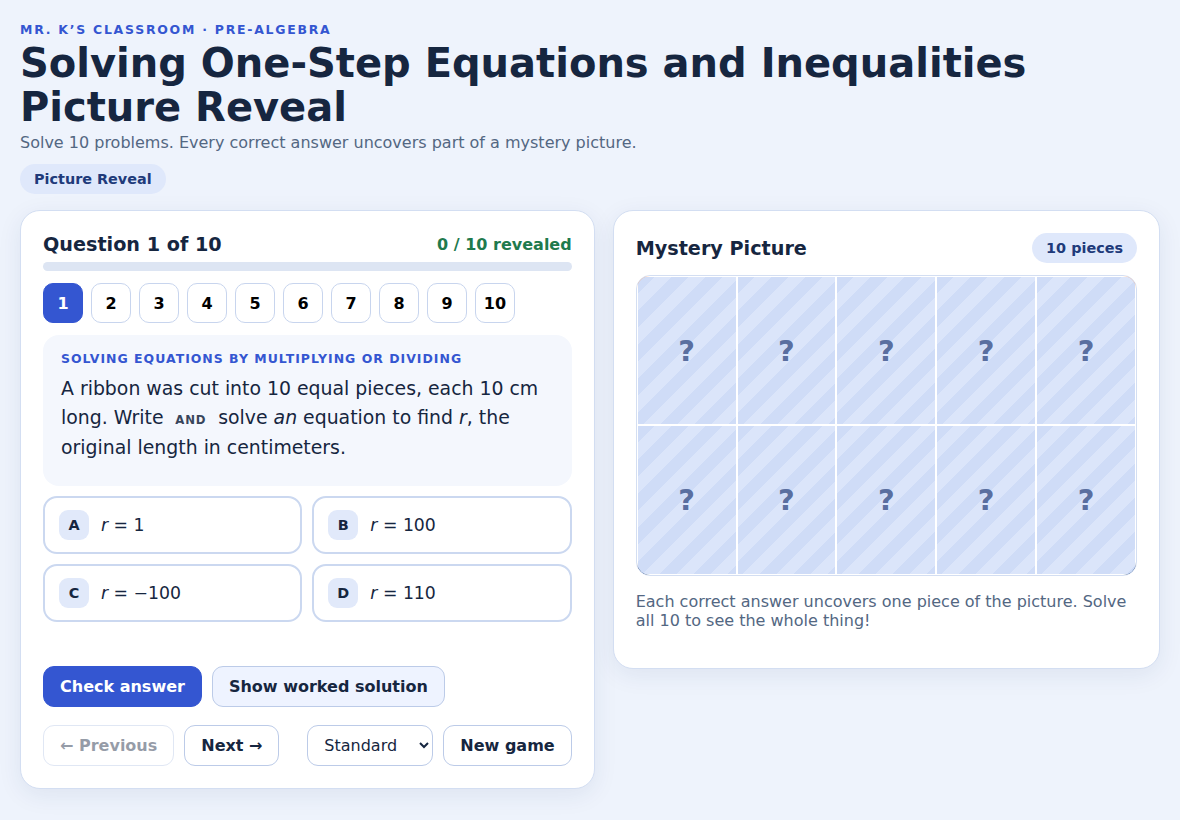 MR. K’S CLASSROOM · PRE-ALGEBRA
Solving One-Step Equations and Inequalities
Picture Reveal
Solve 10 problems. Every correct answer uncovers part of a mystery picture.
Picture Reveal
Question 1 of 10
0 / 10 revealed
1 2 3 4 5 6 7 8 9 10
SOLVING EQUATIONS BY MULTIPLYING OR DIVIDING
A ribbon was cut into 10 equal pieces, each 10 cm
long. Write AND solve an equation to find r, the
original length in centimeters.
A r = 1
B r = 100
C r = −100
D r = 110
Check answer
Show worked solution
← Previous
Next →
Standard
New game
Mystery Picture
10 pieces
? ? ? ? ?
? ? ? ? ?
Each correct answer uncovers one piece of the picture. Solve
all 10 to see the whole thing!